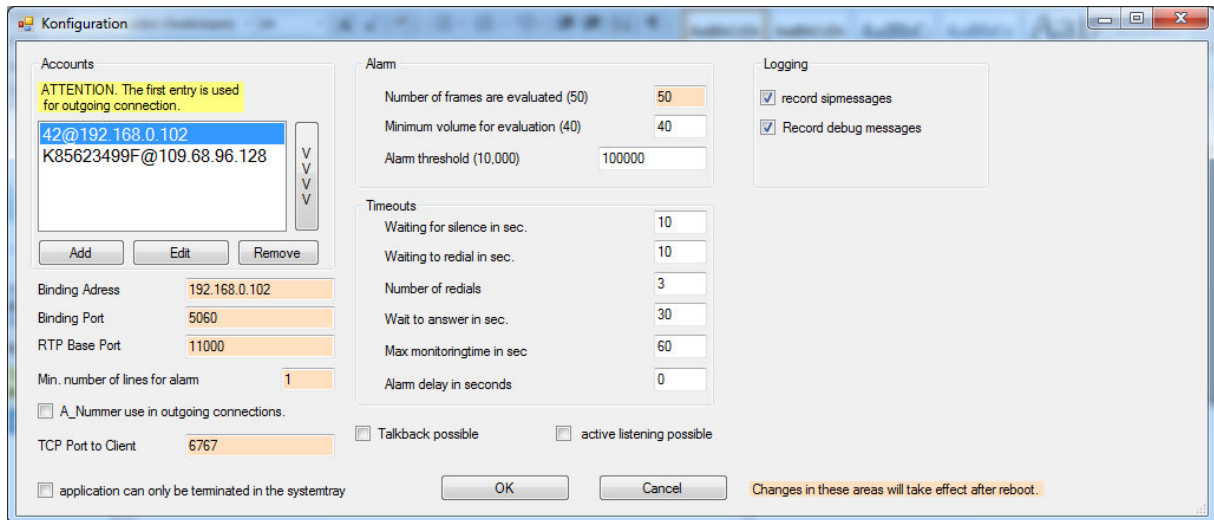 Konfiguration
Accounts
ATTENTION. The first entry is used
for outgoing connection.
42@192.168.0.102
K85623499F@109.68.96.128
V
V
V
V
Add
Edit
Remove
Binding Adress
192.168.0.102
Binding Port
5060
RTP Base Port
11000
Min. number of lines for alarm
1
A_Nummer use in outgoing connections.
TCP Port to Client
6767
application can only be terminated in the systemtray
Alarm
Number of frames are evaluated (50)
50
Minimum volume for evaluation (40)
40
Alarm threshold (10,000)
100000
Timeouts
Waiting for silence in sec.
10
Waiting to redial in sec.
10
Number of redials
3
Wait to answer in sec.
30
Max monitoringtime in sec
60
Alarm delay in seconds
0
Talkback possible
active listening possible
OK
Cancel
Logging
record sipmessages
Record debug messages
Changes in these areas will take effect after reboot.